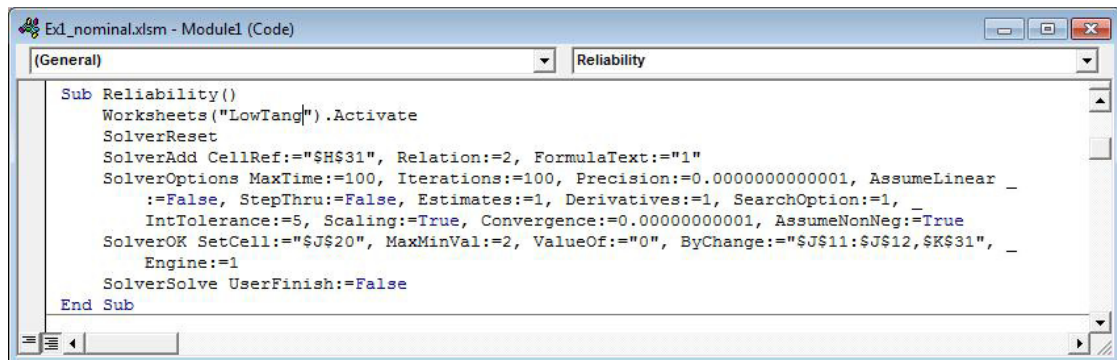 Ex1_nominal.xlsm - Module1 (Code)
(General) Reliability
Sub Reliability()
Worksheets("LowTang").Activate
SolverReset
SolverAdd CellRef:="$H$31", Relation:=2, FormulaText:="1"
SolverOptions MaxTime:=100, Iterations:=100, Precision:=0.0000000000001, AssumeLinear _
:=False, StepThru:=False, Estimates:=1, Derivatives:=1, SearchOption:=1, _
IntTolerance:=5, Scaling:=True, Convergence:=0.00000000001, AssumeNonNeg:=True
SolverOK SetCell:="$J$20", MaxMinVal:=2, ValueOf:="0", ByChange:="$J$11:$J$12,$K$31", _
Engine:=1
SolverSolve UserFinish:=False
End Sub